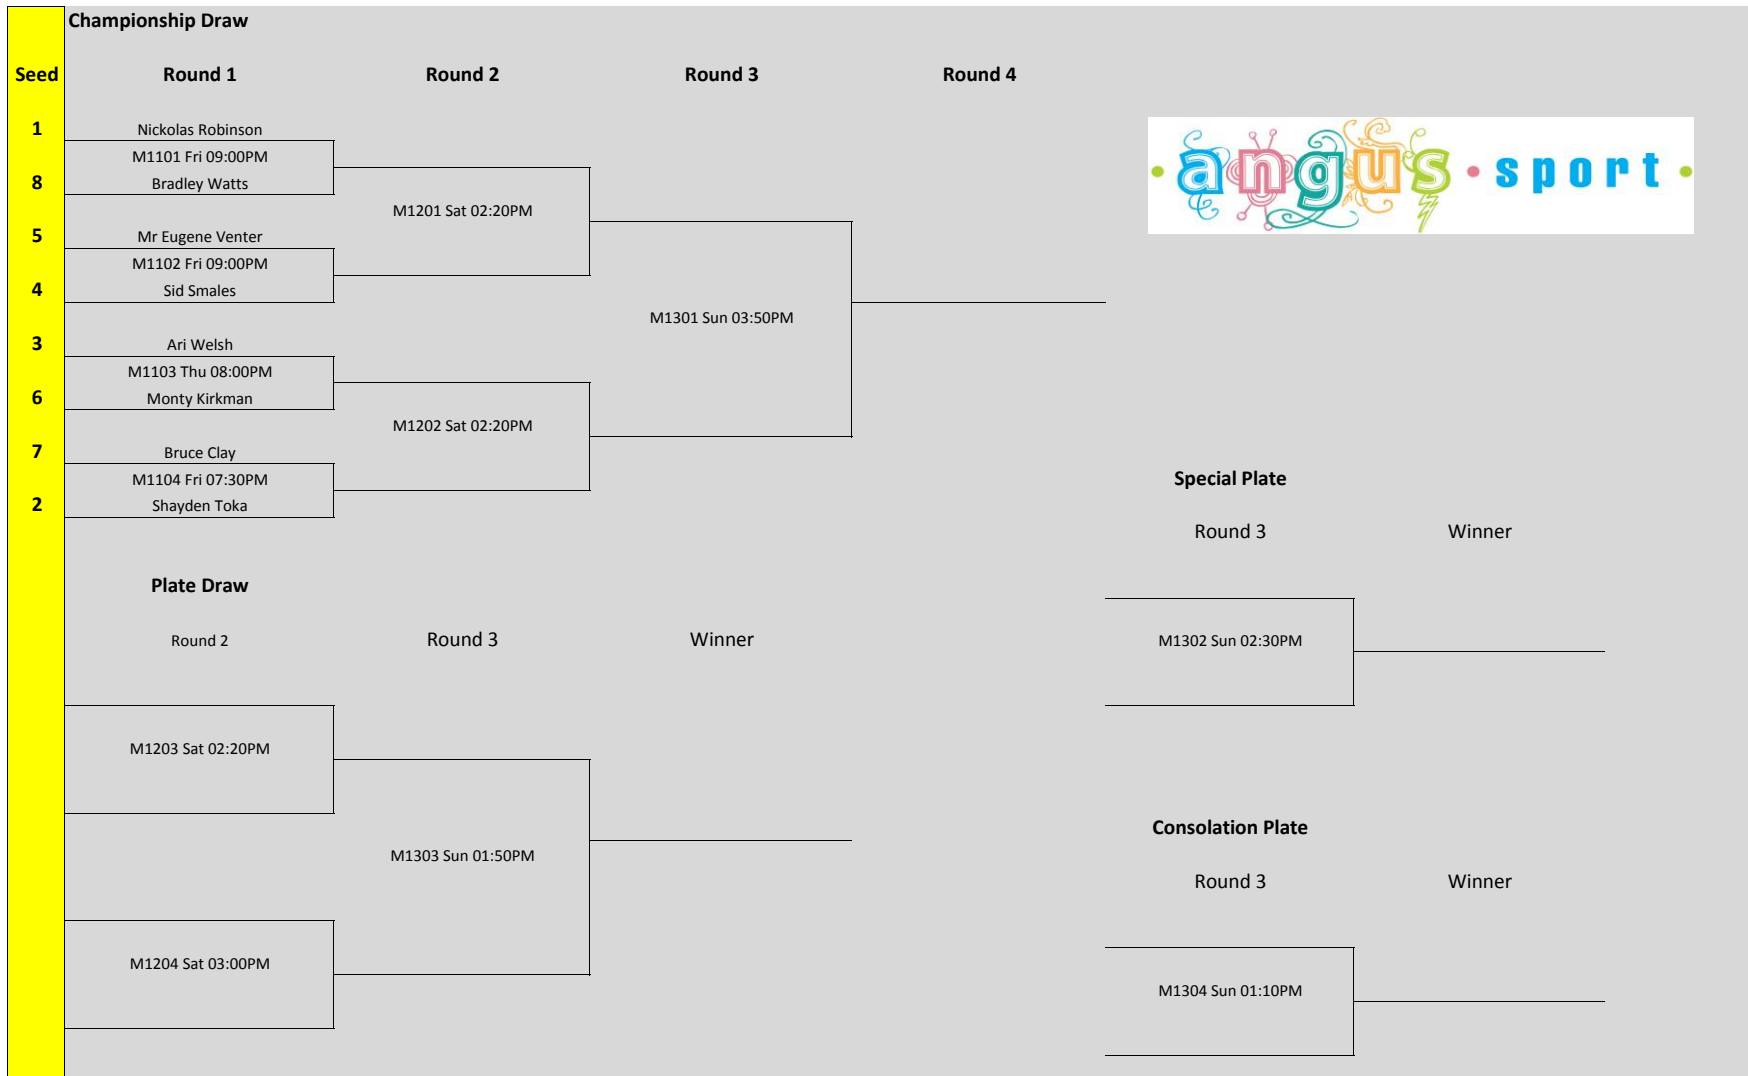 Championship Draw
Seed Round 1 Round 2 Round 3 Round 4
1 Nickolas Robinson
M1101 Fri 09:00PM
8 Bradley Watts
M1201 Sat 02:20PM
5 Mr Eugene Venter
M1102 Fri 09:00PM
4 Sid Smales
M1301 Sun 03:50PM
3 Ari Welsh
M1103 Thu 08:00PM
6 Monty Kirkman
M1202 Sat 02:20PM
7 Bruce Clay
M1104 Fri 07:30PM
2 Shayden Toka
angus sport
Special Plate
Round 3 Winner
M1302 Sun 02:30PM
Plate Draw
Round 2 Round 3 Winner
M1203 Sat 02:20PM
M1303 Sun 01:50PM
M1204 Sat 03:00PM
Consolation Plate
Round 3 Winner
M1304 Sun 01:10PM